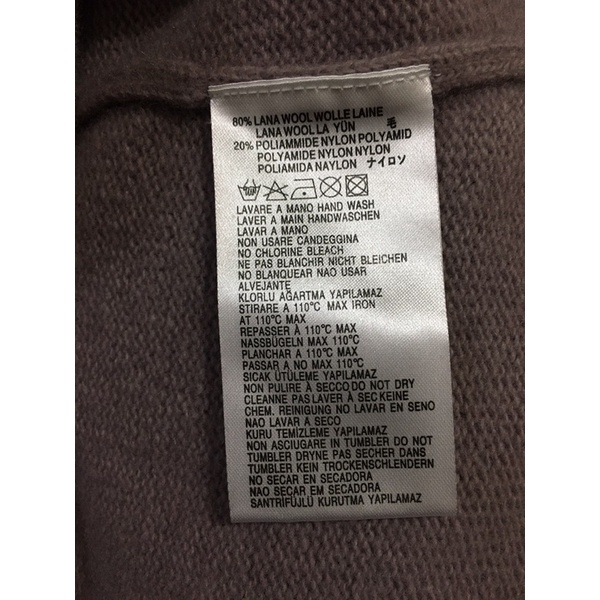 80% LANA WOOL WOLLE LAINE
LANA WOOL LA YÜN 毛
20% POLIAMMIDE NYLON POLYAMID
POLYAMIDE NYLON NYLON
POLIAMIDA NAYLON ナイロソ
LAVARE A MANO HAND WASH
LAVER A MAIN HANDWASCHEN
LAVAR A MANO
NON USARE CANDEGGINA
NO CHLORINE BLEACH
NE PAS BLANCHIR NICHT BLEICHEN
NO BLANQUEAR NAO USAR
ALVEJANTE
KLORLU AĞARTMA YAPILAMAZ
STIRARE A 110°C MAX IRON
AT 110°C MAX
REPASSER À 110°C MAX
NASSBÜGELN MAX 110°C
PLANCHAR A 110°C MAX
PASSAR A NO MAX 110°C
SICAK ÜTÜLEME YAPILAMAZ
NON PULIRE À SECCO DO NOT DRY
CLEANNE PAS LAVER À SEC KEINE
CHEM. REINIGUNG NO LAVAR EN SENO
NAO LAVAR A SECO
KURU TEMİZLEME YAPILAMAZ
NON ASCIUGARE IN TUMBLER DO NOT
TUMBLER DRYNE PAS SECHER DANS
TUMBLER KEIN TROCKENSCHLENDERN
NO SECAR EN SECADORA
NAO SECAR EM SECADORA
SANTRİFÜJLÜ KURUTMA YAPILAMAZ